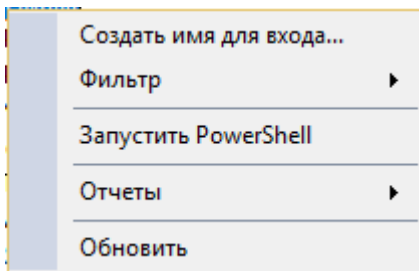 Создать имя для входа...
Фильтр
Запустить PowerShell
Отчеты
Обновить